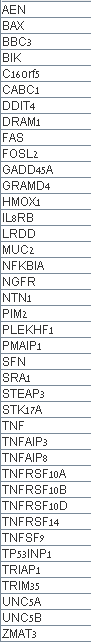 AEN
BAX
BBC3
BIK
C16orf5
CABC1
DDIT4
DRAM1
FAS
FOSL2
GADD45A
GRAMD4
HMOX1
IL8RB
LRDD
MUC2
NFKBIA
NGFR
NTN1
PIM2
PLEKHF1
PMAIP1
SFN
SRA1
STEAP3
STK17A
TNF
TNFAIP3
TNFAIP8
TNFRSF10A
TNFRSF10B
TNFRSF10D
TNFRSF14
TNFSF9
TP53INP1
TRIAP1
TRIM35
UNC5A
UNC5B
ZMAT3